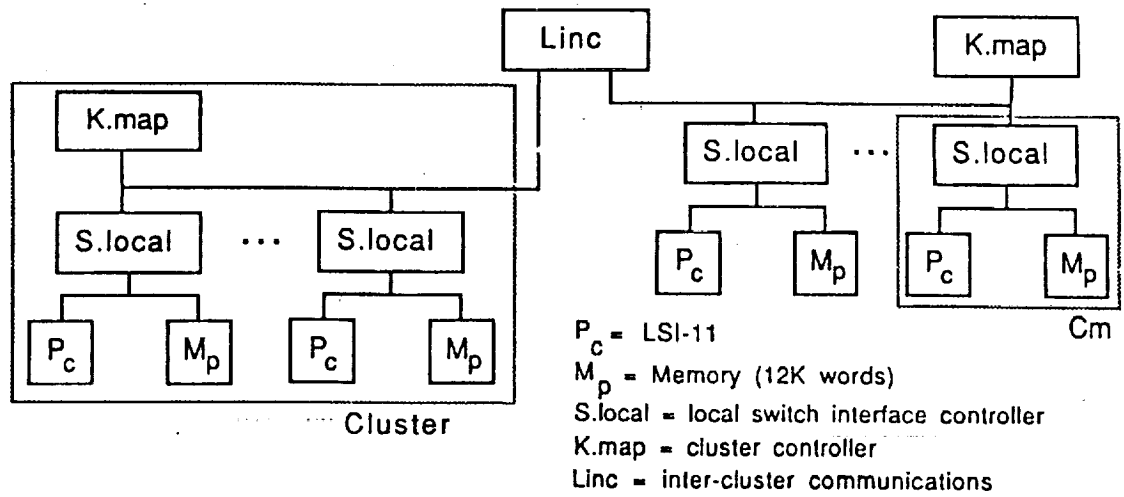 Linc
K.map
K.map
S.local ... S.local
S.local ... S.local
Pc Mp Pc Mp
Pc Mp Pc Mp
Cm
Pc = LSI-11
Mp = Memory (12K words)
S.local = local switch interface controller
Cluster
K.map = cluster controller
Linc = inter-cluster communications